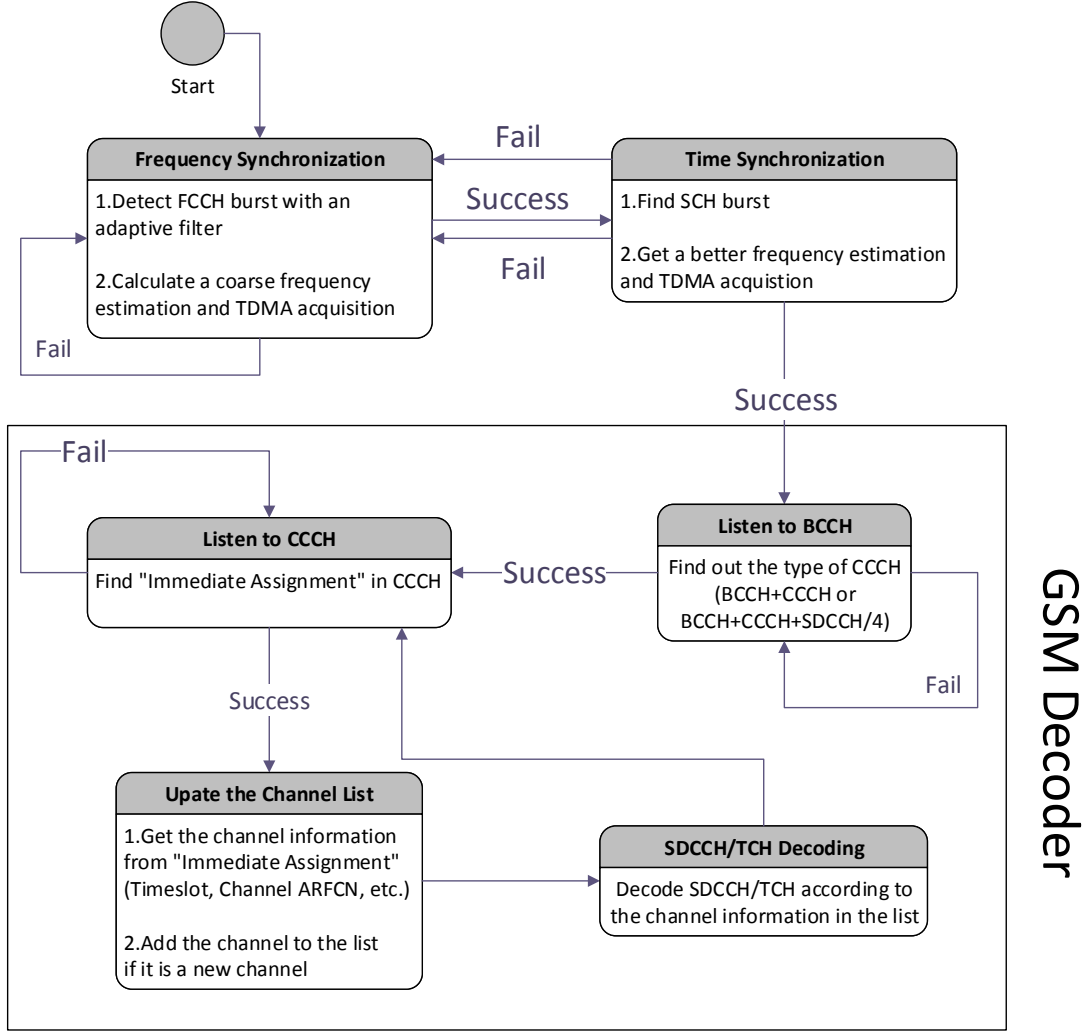 Start
Frequency Synchronization
1.Detect FCCH burst with an
adaptive filter
2.Calculate a coarse frequency
estimation and TDMA acquisition
Fail
Fail
Success
Fail
Time Synchronization
1.Find SCH burst
2.Get a better frequency estimation
and TDMA acquistion
Success
Fail
Listen to CCCH
Find "Immediate Assignment" in CCCH
Success
Listen to BCCH
Find out the type of CCCH
(BCCH+CCCH or
BCCH+CCCH+SDCCH/4)
Fail
Success
Upate the Channel List
1.Get the channel information
from "Immediate Assignment"
(Timeslot, Channel ARFCN, etc.)
2.Add the channel to the list
if it is a new channel
SDCCH/TCH Decoding
Decode SDCCH/TCH according to
the channel information in the list
GSM Decoder